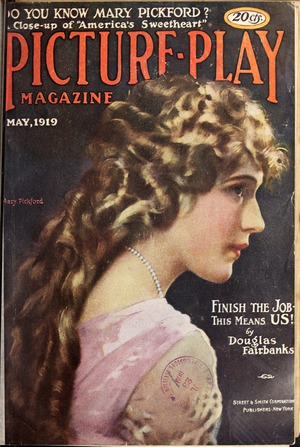 DO YOU KNOW MARY PICKFORD?
Close-up of "America's Sweetheart"
20cts.
PICTURE-PLAY
MAGAZINE
MAY, 1919
Mary Pickford
FINISH THE JOB-
THIS MEANS US!
by
Douglas
Fairbanks
STREET & SMITH CORPORATION
PUBLISHERS-NEW YORK